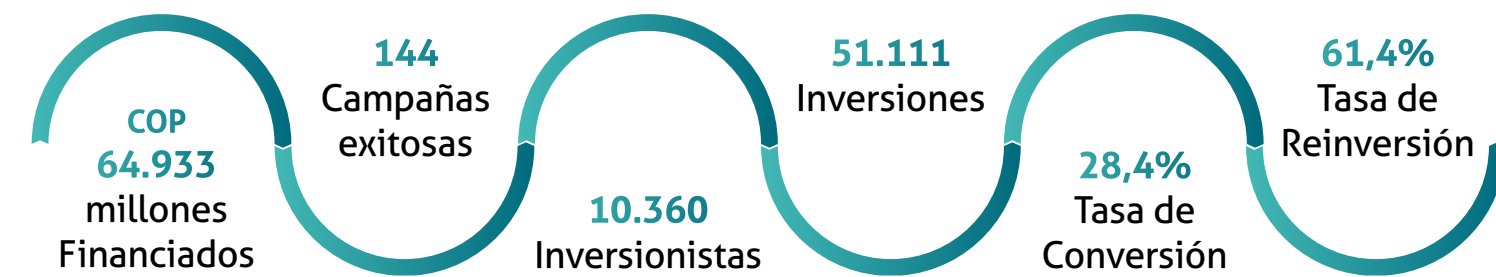 COP
64.933
millones
Financiados
144
Campañas
exitosas
10.360
Inversionistas
51.111
Inversiones
28,4%
Tasa de
Conversión
61,4%
Tasa de
Reinversión